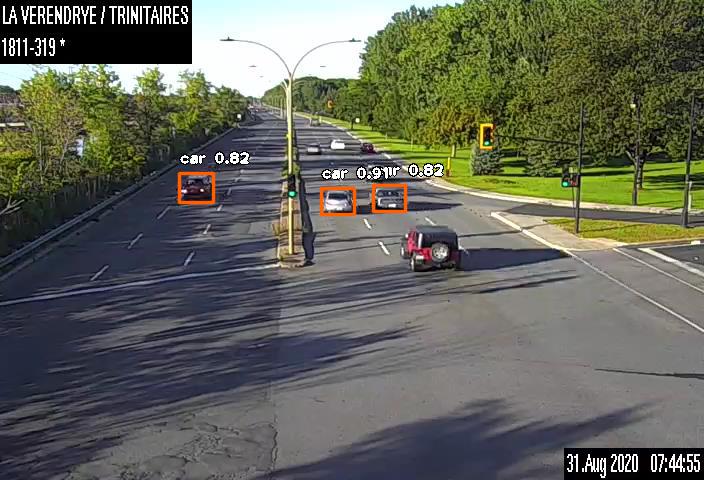 LA VERENDRYE / TRINITAIRES
1811-319 *
car 0.82
car 0.91
ar 0.82
31.Aug 2020 07:44:55